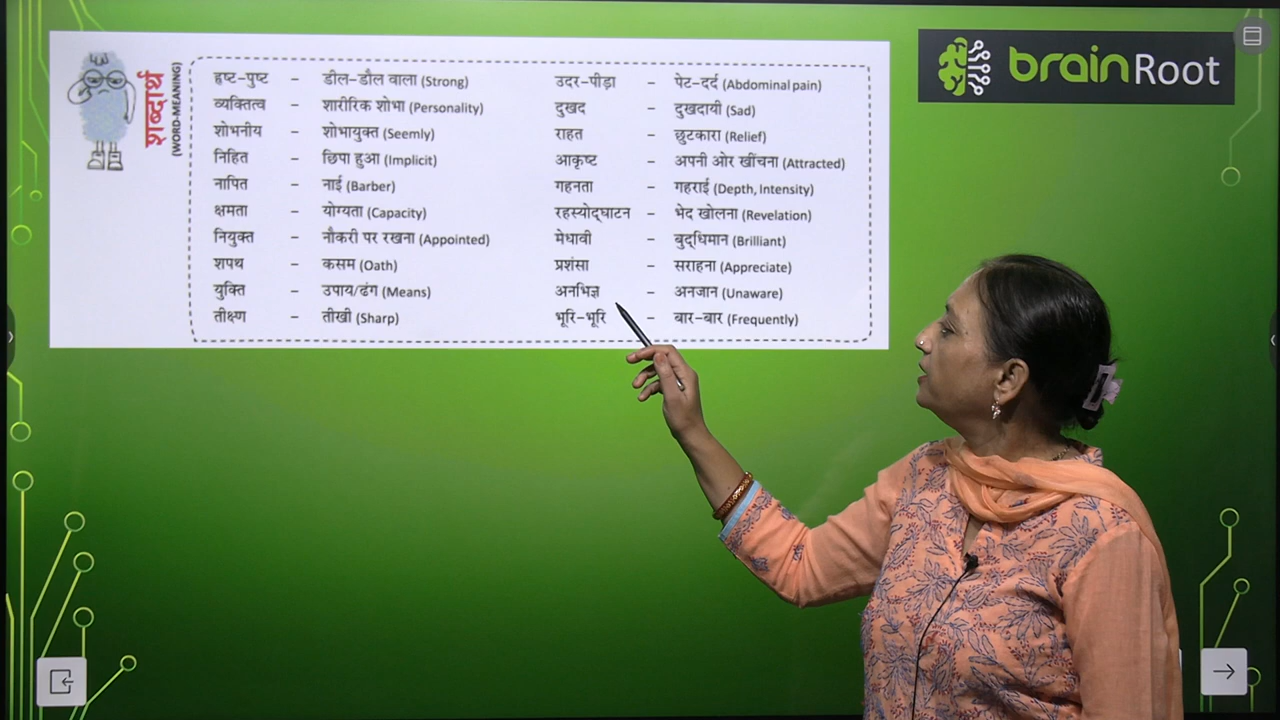 शब्दार्थ
(WORD-MEANING)
हृष्ट-पुष्ट – डील-डौल वाला (Strong)
व्यक्तित्व – शारीरिक शोभा (Personality)
शोभनीय – शोभायुक्त (Seemly)
निहित – छिपा हुआ (Implicit)
नापित – नाई (Barber)
क्षमता – योग्यता (Capacity)
नियुक्त – नौकरी पर रखना (Appointed)
शपथ – कसम (Oath)
युक्ति – उपाय/ढंग (Means)
तीक्ष्ण – तीखी (Sharp)
उदर-पीड़ा – पेट-दर्द (Abdominal pain)
दुखद – दुखदायी (Sad)
राहत – छुटकारा (Relief)
आकृष्ट – अपनी ओर खींचना (Attracted)
गहनता – गहराई (Depth, Intensity)
रहस्योद्घाटन – भेद खोलना (Revelation)
मेधावी – बुद्धिमान (Brilliant)
प्रशंसा – सराहना (Appreciate)
अनभिज्ञ – अनजान (Unaware)
भूरि-भूरि – बार-बार (Frequently)
brainRoot